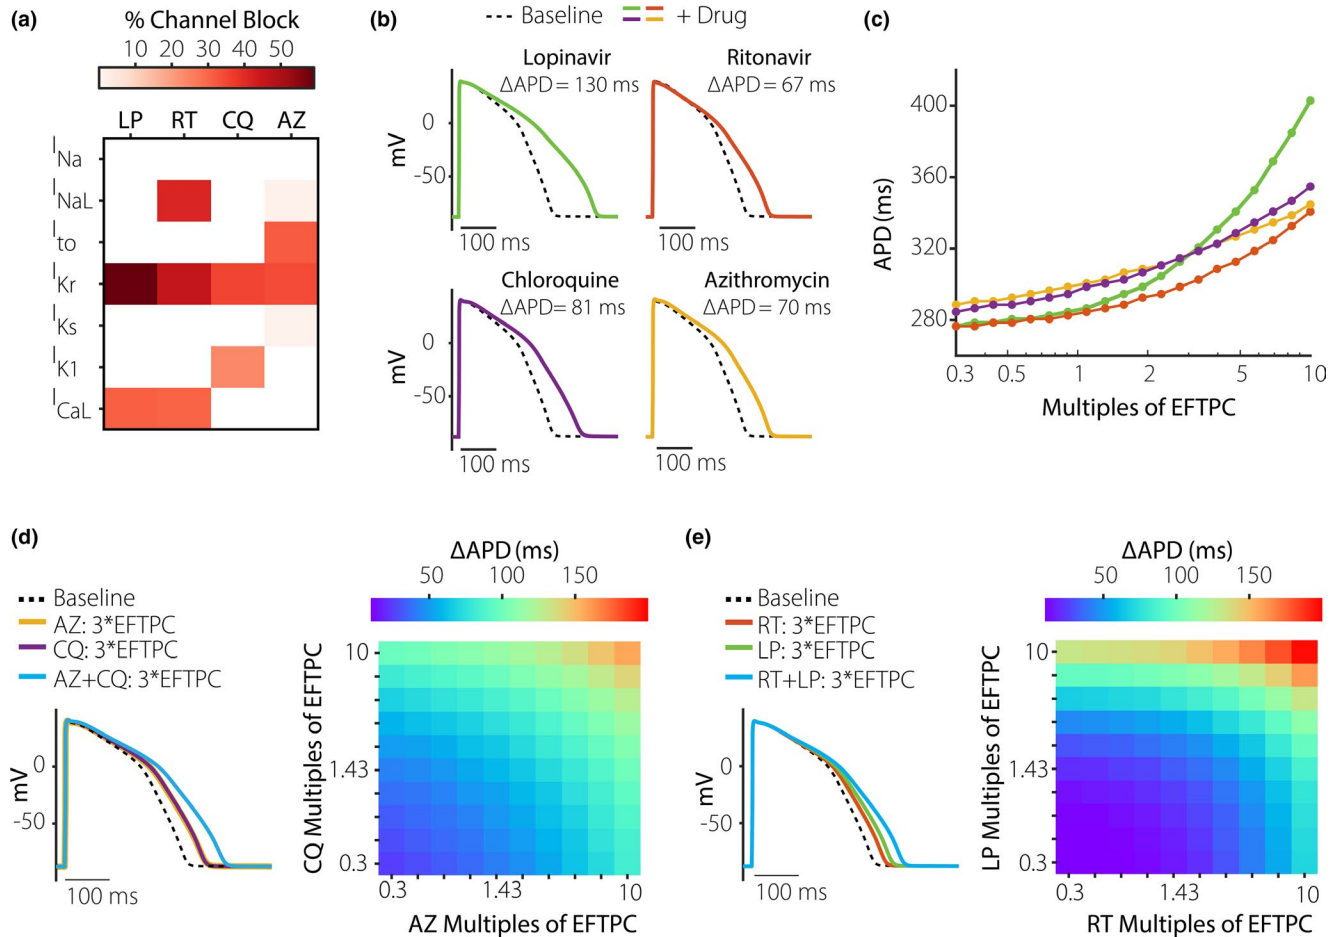 (a)
% Channel Block
10 20 30 40 50
LP RT CQ AZ
INa
INaL
Ito
IKr
IKs
IK1
ICaL
(b)
Baseline + Drug
Lopinavir
ΔAPD = 130 ms
Ritonavir
ΔAPD = 67 ms
mV
0
-50
100 ms
100 ms
Chloroquine
ΔAPD= 81 ms
Azithromycin
ΔAPD = 70 ms
mV
0
-50
100 ms
100 ms
(c)
APD (ms)
400
360
320
280
0.3 0.5 1 2 5 10
Multiples of EFTPC
(d)
Baseline
AZ: 3*EFTPC
CQ: 3*EFTPC
AZ+CQ: 3*EFTPC
mV
0
-50
100 ms
ΔAPD (ms)
50 100 150
CQ Multiples of EFTPC
10
1.43
0.3
0.3 1.43 10
AZ Multiples of EFTPC
(e)
Baseline
RT: 3*EFTPC
LP: 3*EFTPC
RT+LP: 3*EFTPC
mV
0
-50
100 ms
ΔAPD (ms)
50 100 150
LP Multiples of EFTPC
10
1.43
0.3
0.3 1.43 10
RT Multiples of EFTPC